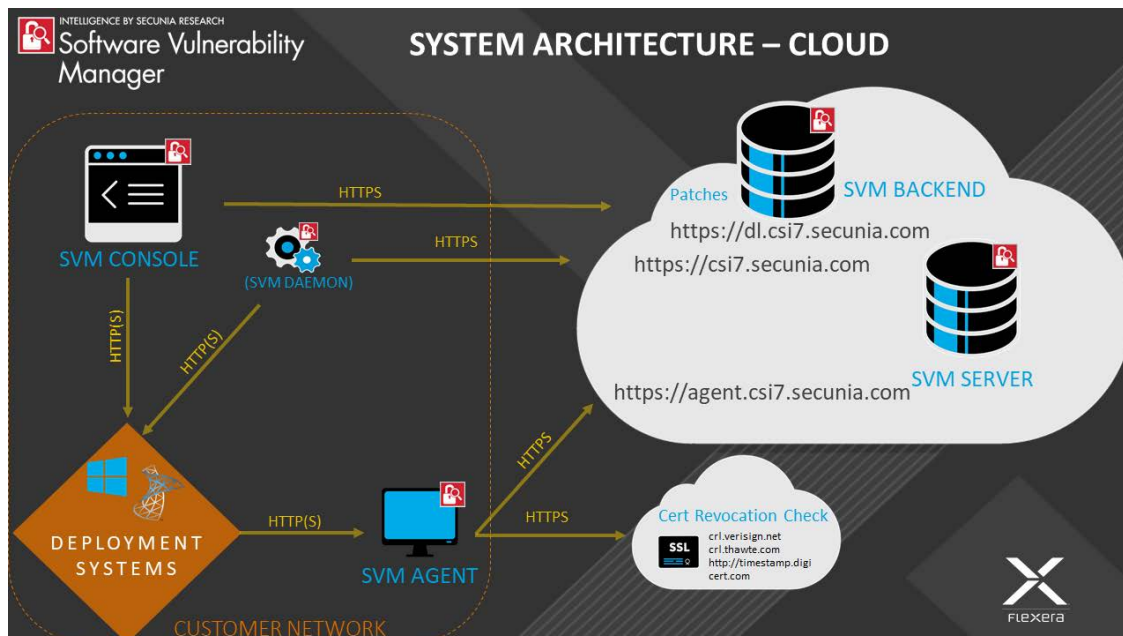 INTELLIGENCE BY SECUNIA RESEARCH
Software Vulnerability
Manager
SYSTEM ARCHITECTURE – CLOUD
HTTPS
Patches
SVM BACKEND
https://dl.csi7.secunia.com
SVM CONSOLE
HTTPS
https://csi7.secunia.com
(SVM DAEMON)
HTTP(S)
HTTP(S)
SVM SERVER
https://agent.csi7.secunia.com
HTTPS
DEPLOYMENT
SYSTEMS
HTTP(S)
SVM AGENT
HTTPS
Cert Revocation Check
SSL
crl.verisign.net
crl.thawte.com
http://timestamp.digi
cert.com
CUSTOMER NETWORK
FLEXERA